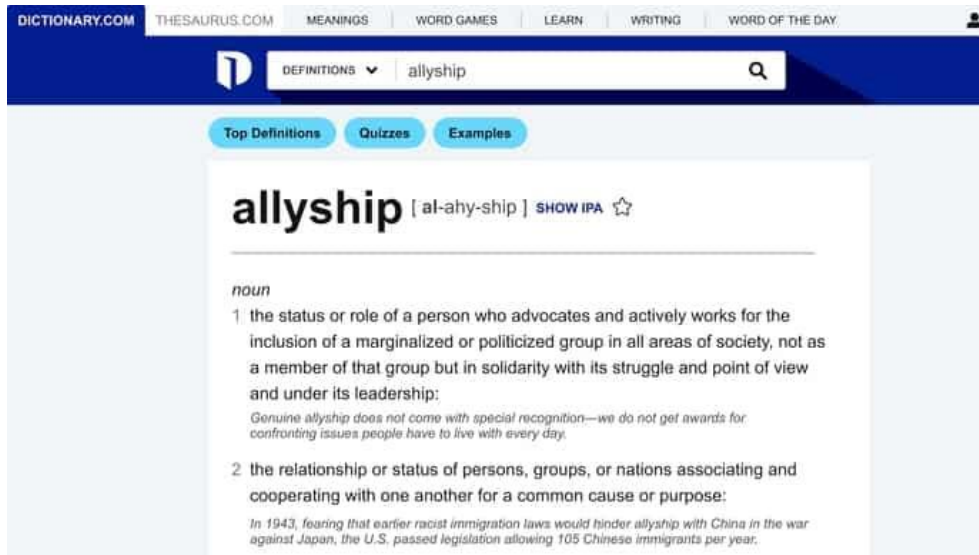 DICTIONARY.COM THESAURUS.COM MEANINGS WORD GAMES LEARN WRITING WORD OF THE DAY
DEFINITIONS allyship
Top Definitions Quizzes Examples
allyship [ al-ahy-ship ] SHOW IPA
noun
1 the status or role of a person who advocates and actively works for the
inclusion of a marginalized or politicized group in all areas of society, not as
a member of that group but in solidarity with its struggle and point of view
and under its leadership:
Genuine allyship does not come with special recognition—we do not get awards for
confronting issues people have to live with every day.
2 the relationship or status of persons, groups, or nations associating and
cooperating with one another for a common cause or purpose:
In 1943, fearing that earlier racist immigration laws would hinder allyship with China in the war
against Japan, the U.S. passed legislation allowing 105 Chinese immigrants per year.